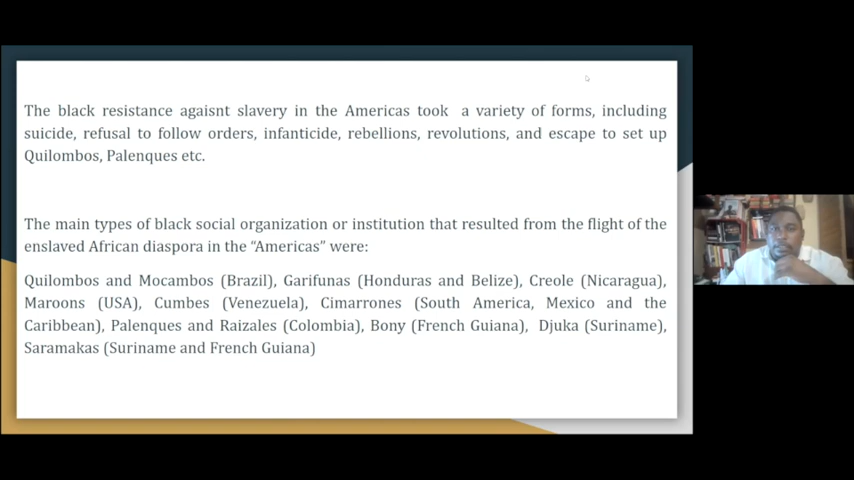 The black resistance agaisnt slavery in the Americas took a variety of forms, including
suicide, refusal to follow orders, infanticide, rebellions, revolutions, and escape to set up
Quilombos, Palenques etc.
The main types of black social organization or institution that resulted from the flight of the
enslaved African diaspora in the “Americas” were:
Quilombos and Mocambos (Brazil), Garifunas (Honduras and Belize), Creole (Nicaragua),
Maroons (USA), Cumbes (Venezuela), Cimarrones (South America, Mexico and the
Caribbean), Palenques and Raizales (Colombia), Bony (French Guiana), Djuka (Suriname),
Saramakas (Suriname and French Guiana)